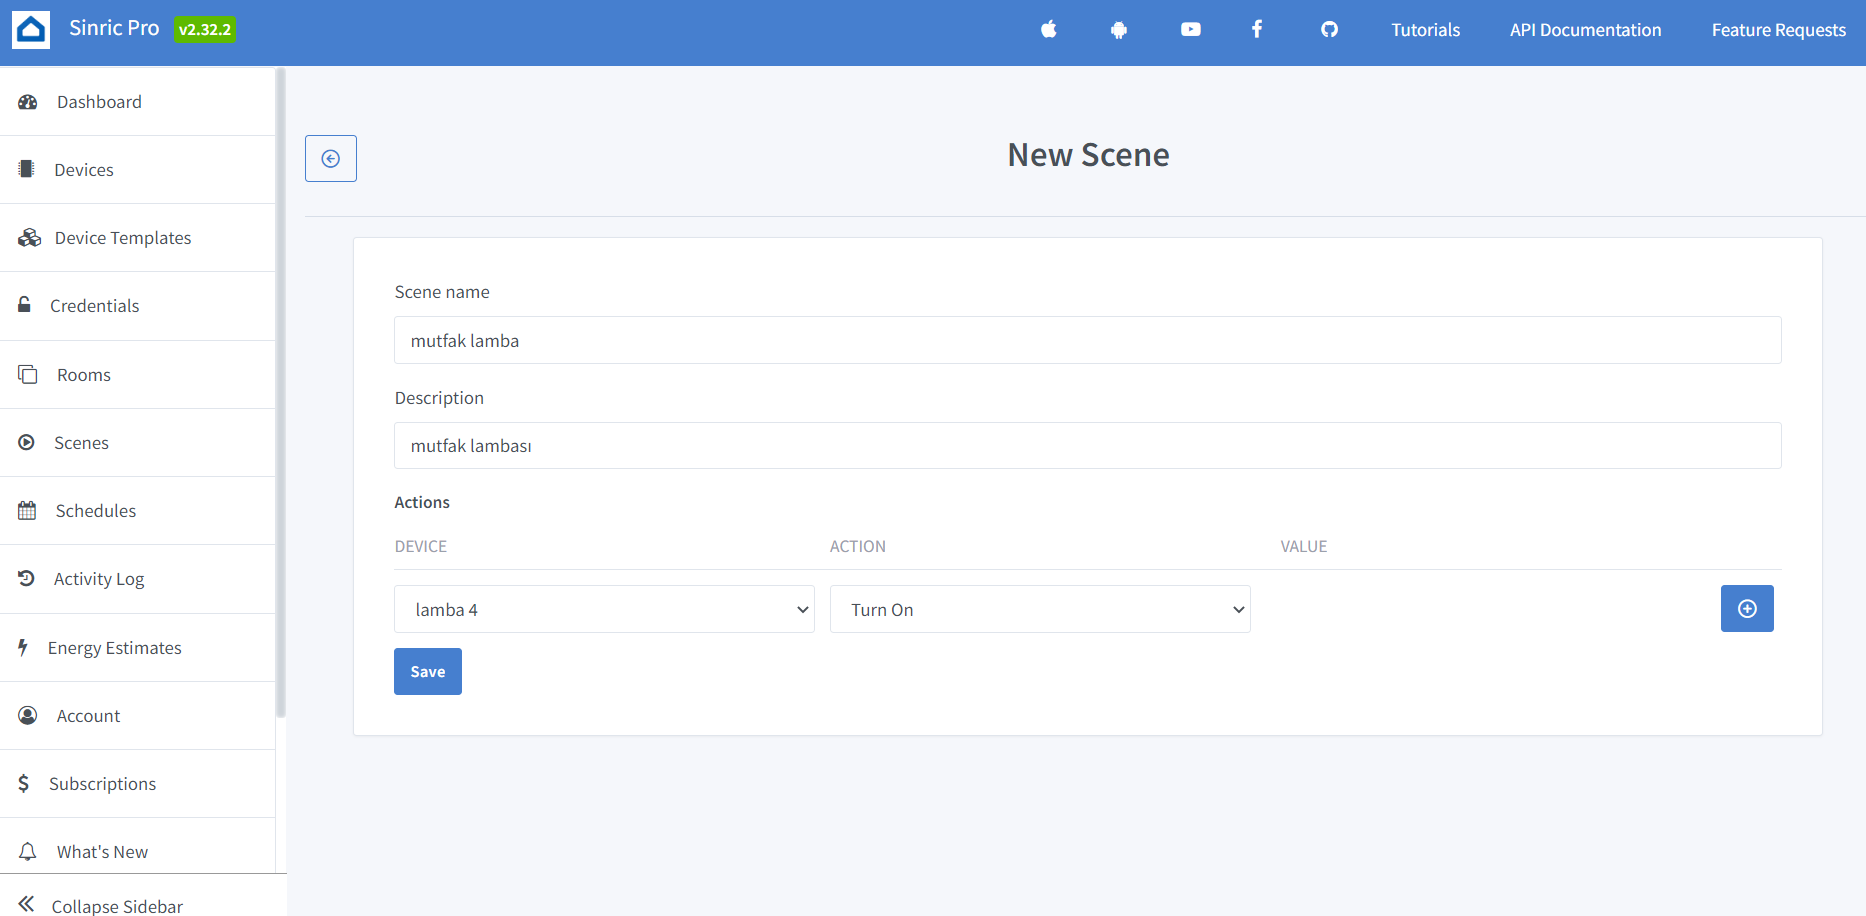 Sinric Pro v2.32.2
Tutorials
API Documentation
Feature Requests
Dashboard
Devices
Device Templates
Credentials
Rooms
Scenes
Schedules
Activity Log
Energy Estimates
Account
Subscriptions
What's New
Collapse Sidebar
New Scene
Scene name
mutfak lamba
Description
mutfak lambası
Actions
DEVICE ACTION VALUE
lamba 4 Turn On
Save